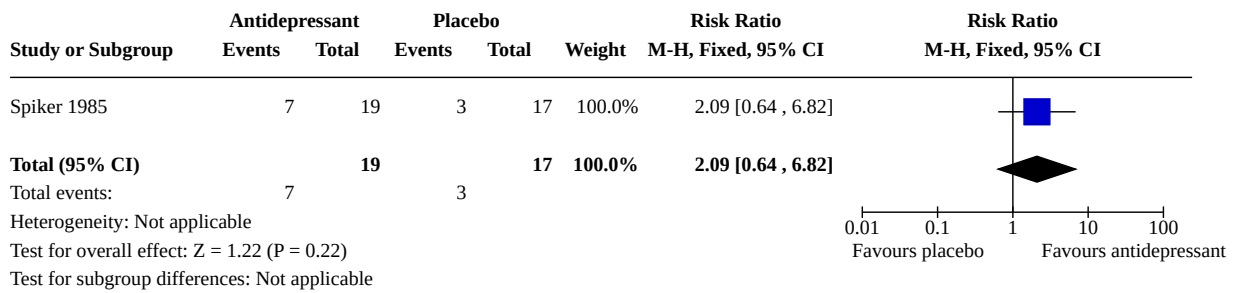 Antidepressant Placebo Risk Ratio Risk Ratio
Study or Subgroup Events Total Events Total Weight M-H, Fixed, 95% CI M-H, Fixed, 95% CI
Spiker 1985 7 19 3 17 100.0% 2.09 [0.64 , 6.82]
Total (95% CI) 19 17 100.0% 2.09 [0.64 , 6.82]
Total events: 7 3
Heterogeneity: Not applicable
0.01 0.1 1 10 100
Test for overall effect: Z = 1.22 (P = 0.22) Favours placebo Favours antidepressant
Test for subgroup differences: Not applicable